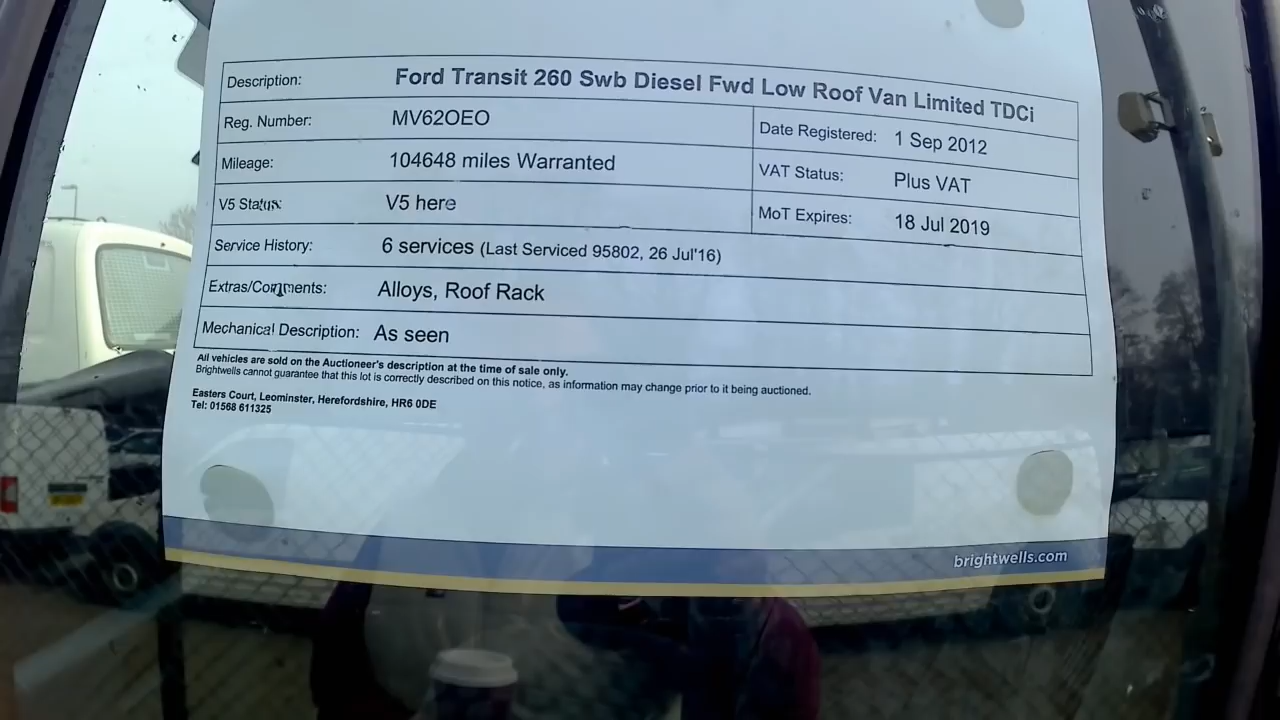 Description: Ford Transit 260 Swb Diesel Fwd Low Roof Van Limited TDCi
Reg. Number: MV62OEO Date Registered: 1 Sep 2012
Mileage: 104648 miles Warranted VAT Status: Plus VAT
V5 Status: V5 here MoT Expires: 18 Jul 2019
Service History: 6 services (Last Serviced 95802, 26 Jul'16)
Extras/Comments: Alloys, Roof Rack
Mechanical Description: As seen
All vehicles are sold on the Auctioneer's description at the time of sale only.
Brightwells cannot guarantee that this lot is correctly described on this notice, as information may change prior to it being auctioned.
Easters Court, Leominster, Herefordshire, HR6 0DE
Tel: 01568 611325
brightwells.com